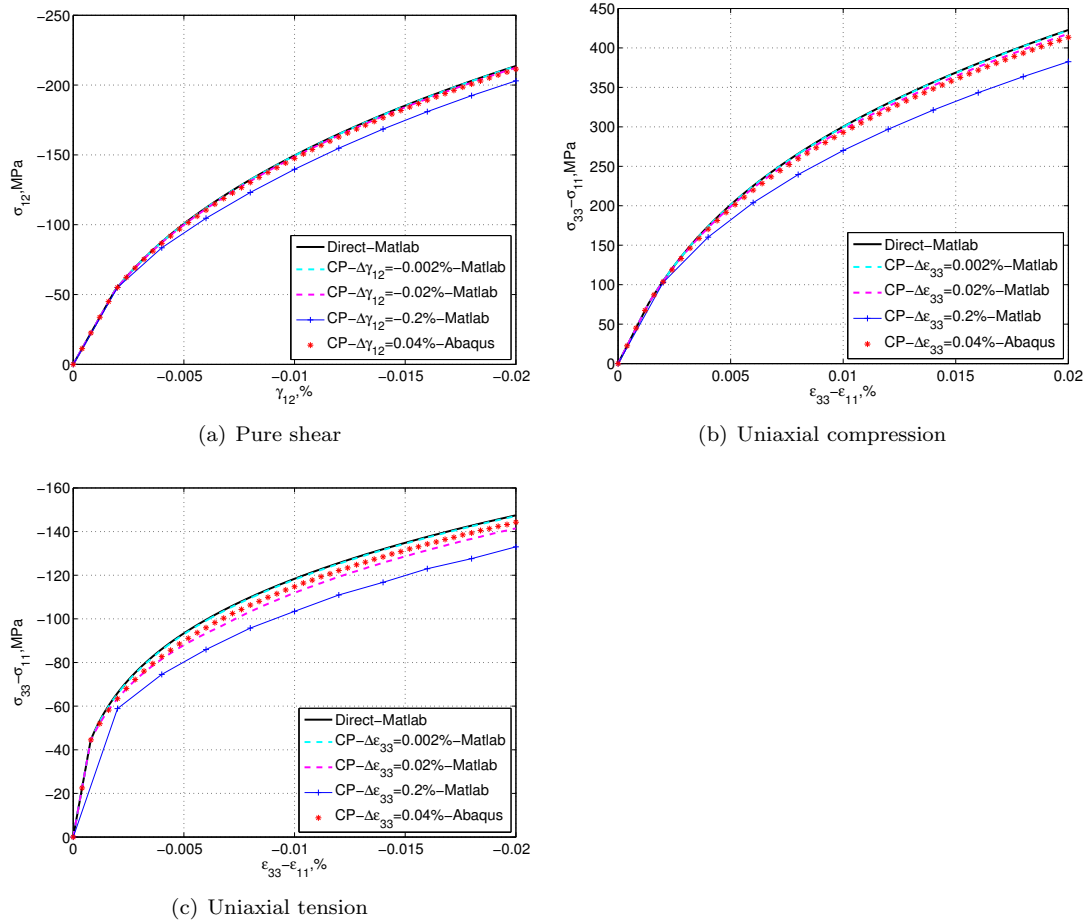 −250
−200
−150
−100
−50
0
σ12,MPa
0
−0.005
−0.01
−0.015
−0.02
γ12,%
Direct−Matlab
CP−Δγ12=−0.002%−Matlab
CP−Δγ12=−0.02%−Matlab
CP−Δγ12=−0.2%−Matlab
CP−Δγ12=0.04%−Abaqus
(a) Pure shear
450
400
350
300
250
200
150
100
50
0
σ33−σ11, MPa
0
0.005
0.01
0.015
0.02
ε33−ε11,%
Direct−Matlab
CP−Δε33=0.002%−Matlab
CP−Δε33=0.02%−Matlab
CP−Δε33=0.2%−Matlab
CP−Δε33=0.04%−Abaqus
(b) Uniaxial compression
−160
−140
−120
−100
−80
−60
−40
−20
0
σ33−σ11,MPa
0
−0.005
−0.01
−0.015
−0.02
ε33−ε11,%
Direct−Matlab
CP−Δε33=0.002%−Matlab
CP−Δε33=0.02%−Matlab
CP−Δε33=0.2%−Matlab
CP−Δε33=0.04%−Abaqus
(c) Uniaxial tension